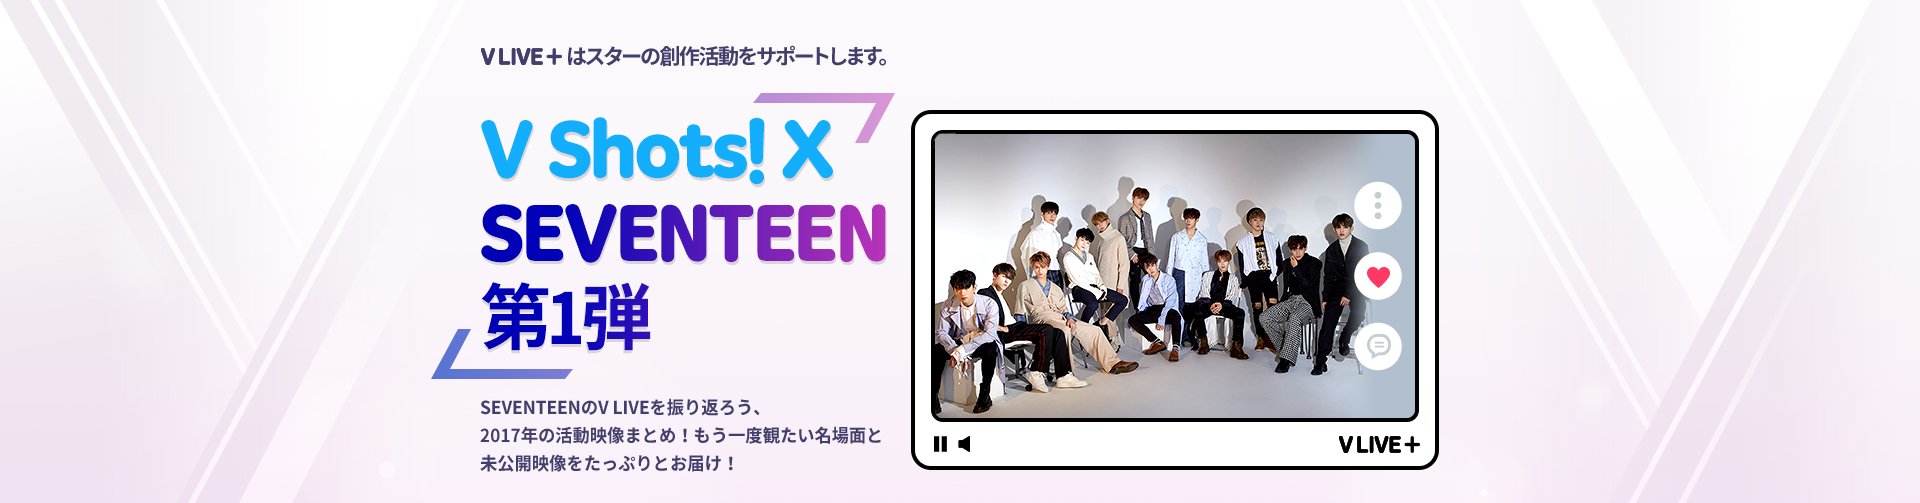 V LIVE+ はスターの創作活動をサポートします。
V Shots! X
SEVENTEEN
第1弾
SEVENTEENのV LIVEを振り返ろう、
2017年の活動映像まとめ！もう一度観たい名場面と
未公開映像をたっぷりとお届け！
V LIVE+